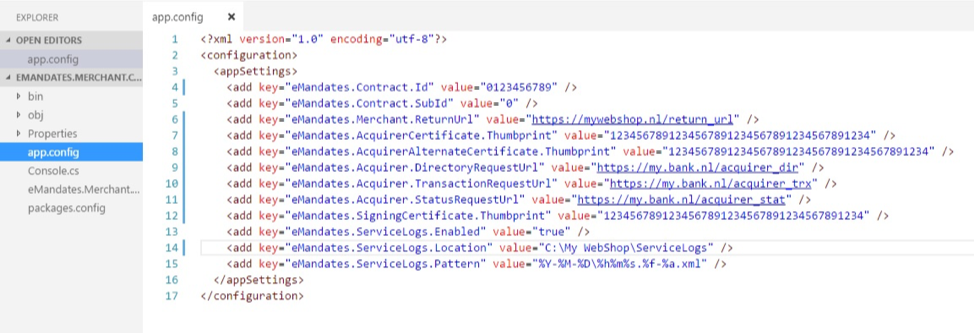 EXPLORER
OPEN EDITORS
app.config
EMANDATES.MERCHANT.C...
bin
obj
Properties
app.config
Console.cs
eMandates.Merchant....
packages.config
app.config x
1 <?xml version="1.0" encoding="utf-8"?>
2 <configuration>
3 <appSettings>
4 <add key="eMandates.Contract.Id" value="0123456789" />
5 <add key="eMandates.Contract.SubId" value="0" />
6 <add key="eMandates.Merchant.ReturnUrl" value="https://mywebshop.nl/return_url" />
7 <add key="eMandates.AcquirerCertificate.Thumbprint" value="1234567891234567891234567891234567891234" />
8 <add key="eMandates.AcquirerAlternateCertificate.Thumbprint" value="1234567891234567891234567891234567891234" />
9 <add key="eMandates.Acquirer.DirectoryRequestUrl" value="https://my.bank.nl/acquirer_dir" />
10 <add key="eMandates.Acquirer.TransactionRequestUrl" value="https://my.bank.nl/acquirer_trx" />
11 <add key="eMandates.Acquirer.StatusRequestUrl" value="https://my.bank.nl/acquirer_stat" />
12 <add key="eMandates.SigningCertificate.Thumbprint" value="1234567891234567891234567891234567891234" />
13 <add key="eMandates.ServiceLogs.Enabled" value="true" />
14 <add key="eMandates.ServiceLogs.Location" value="C:\My WebShop\ServiceLogs" />
15 <add key="eMandates.ServiceLogs.Pattern" value="%Y-%M-%D\%h%m%s.%f-%a.xml" />
16 </appSettings>
17 </configuration>